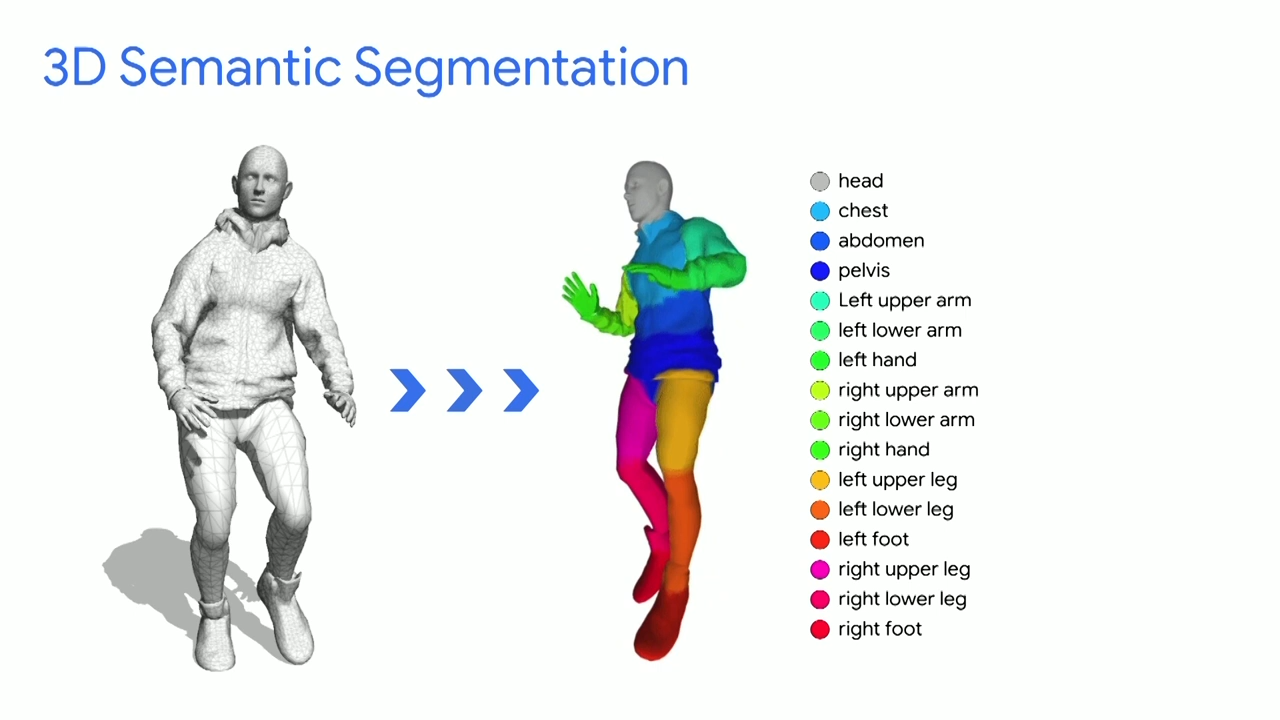 3D Semantic Segmentation
head
chest
abdomen
pelvis
Left upper arm
left lower arm
left hand
right upper arm
right lower arm
right hand
left upper leg
left lower leg
left foot
right upper leg
right lower leg
right foot